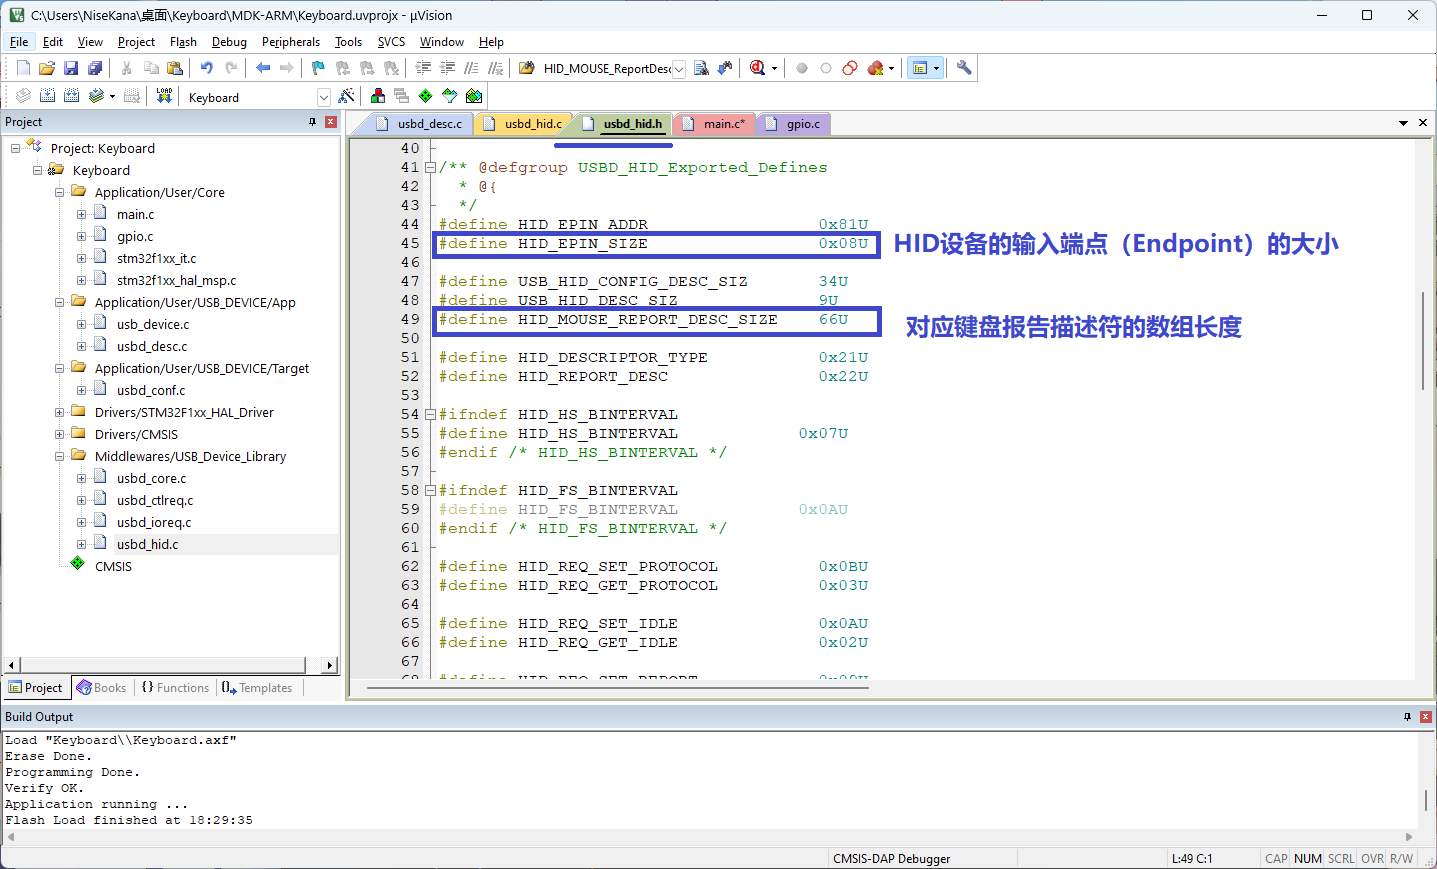 C:\Users\NiseKana\桌面\Keyboard\MDK-ARM\Keyboard.uvprojx - µVision
File Edit View Project Flash Debug Peripherals Tools SVCS Window Help
HID_MOUSE_ReportDesc
LOAD
Keyboard
Project
Project: Keyboard
Keyboard
Application/User/Core
main.c
gpio.c
stm32f1xx_it.c
stm32f1xx_hal_msp.c
Application/User/USB_DEVICE/App
usb_device.c
usb_desc.c
Application/User/USB_DEVICE/Target
usbd_conf.c
Drivers/STM32F1xx_HAL_Driver
Drivers/CMSIS
Middlewares/USB_Device_Library
usbd_core.c
usbd_ctlreq.c
usbd_ioreq.c
usbd_hid.c
CMSIS
Project Books {} Functions Templates
usbd_desc.c usbd_hid.c usbd_hid.h main.c* gpio.c
40
41 /** @defgroup USBD_HID_Exported_Defines
42 * @{
43 */
44 #define HID_EPIN_ADDR 0x81U
45 #define HID_EPIN_SIZE 0x08U
HID设备的输入端点（Endpoint）的大小
46
47 #define USB_HID_CONFIG_DESC_SIZ 34U
48 #define USB_HID_DESC_SIZ 9U
49 #define HID_MOUSE_REPORT_DESC_SIZE 66U
对应键盘报告描述符的数组长度
50
51 #define HID_DESCRIPTOR_TYPE 0x21U
52 #define HID_REPORT_DESC 0x22U
53
54 #ifndef HID_HS_BINTERVAL
55 #define HID_HS_BINTERVAL 0x07U
56 #endif /* HID_HS_BINTERVAL */
57
58 #ifndef HID_FS_BINTERVAL
59 #define HID_FS_BINTERVAL 0x0AU
60 #endif /* HID_FS_BINTERVAL */
61
62 #define HID_REQ_SET_PROTOCOL 0x0BU
63 #define HID_REQ_GET_PROTOCOL 0x03U
64
65 #define HID_REQ_SET_IDLE 0x0AU
66 #define HID_REQ_GET_IDLE 0x02U
67
68 #define HID_REQ_SET_REPORT 0x09U
Build Output
Load "Keyboard\\Keyboard.axf"
Erase Done.
Programming Done.
Verify OK.
Application running ...
Flash Load finished at 18:29:35
CMSIS-DAP Debugger L:49 C:1 CAP NUM SCRL OVR R/W